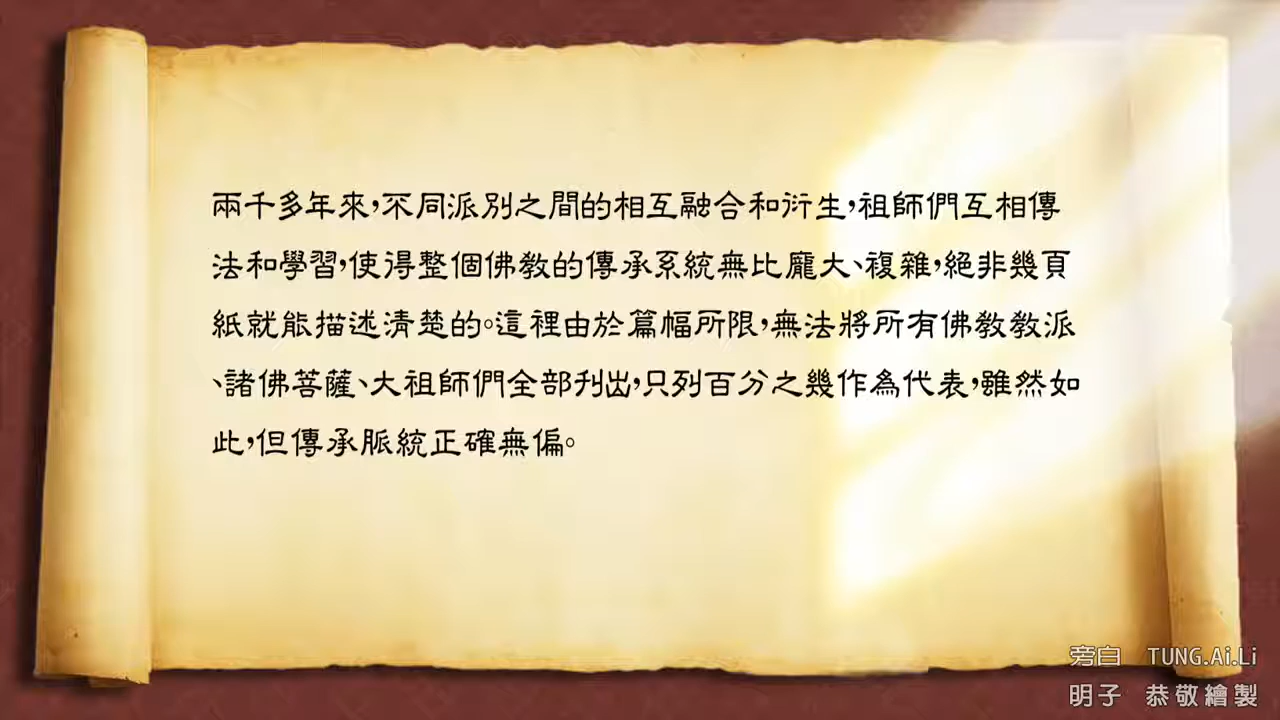 兩千多年來,不同派別之間的相互融合和衍生,祖師們互相傳
法和學習,使得整個佛教的傳承系統無比龐大、複雜,絕非幾頁
紙就能描述清楚的。這裡由於篇幅所限,無法將所有佛教教派
、諸佛菩薩、大祖師們全部列出,只列百分之幾作為代表,雖然如
此,但傳承脈統正確無偏。
旁白 TUNG.Ai.Li
明子 恭敬繪製